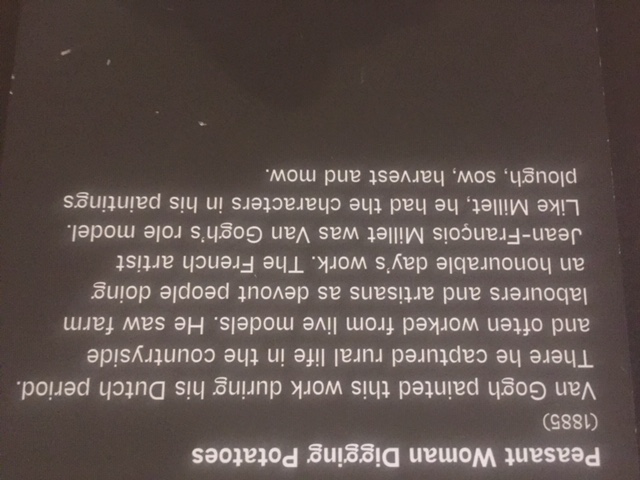 Peasant Woman Digging Potatoes
(1885)
Van Gogh painted this work during his Dutch period.
There he captured rural life in the countryside
and often worked from live models. He saw farm
labourers and artisans as devout people doing
an honourable day's work. The French artist
Jean-François Millet was Van Gogh's role model.
Like Millet, he had the characters in his paintings
plough, sow, harvest and mow.